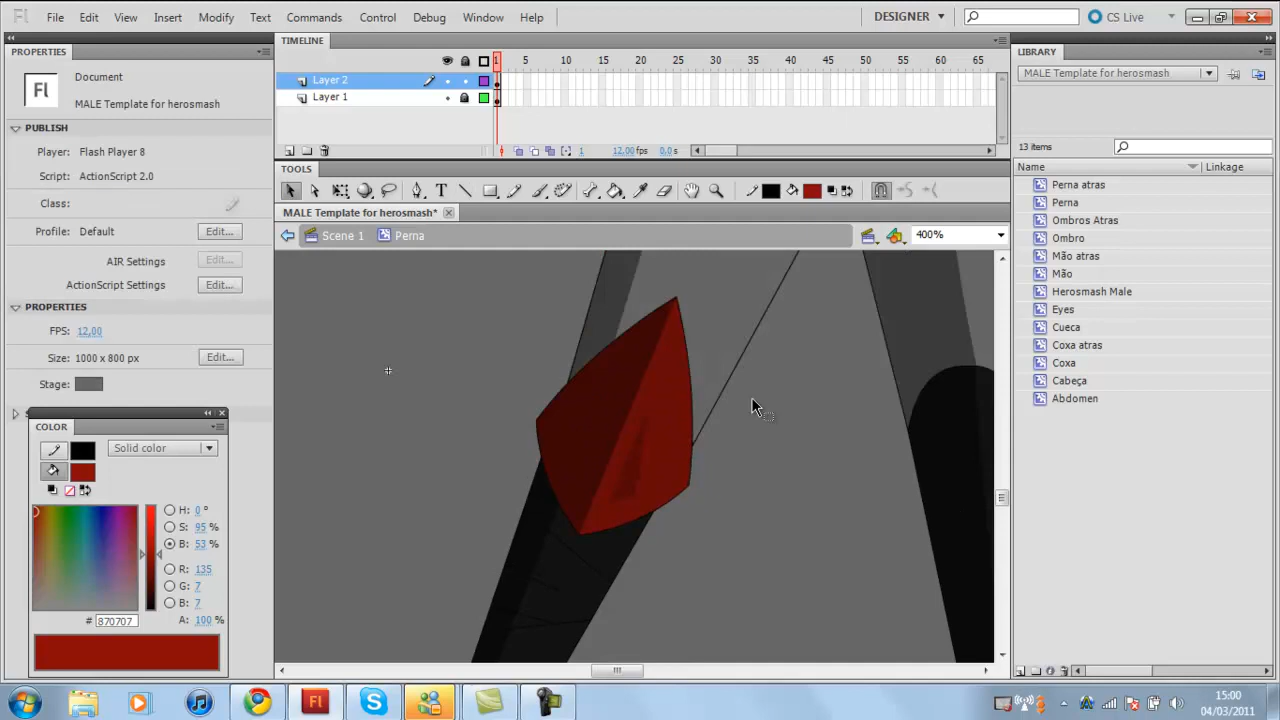 Fl File Edit View Insert Modify Text Commands Control Debug Window Help DESIGNER CS Live
PROPERTIES
Fl
Document
MALE Template for herosmash
PUBLISH
Player: Flash Player 8
Script: ActionScript 2.0
Class:
Profile: Default Edit...
AIR Settings Edit...
ActionScript Settings Edit...
PROPERTIES
FPS: 12,00
Size: 1000 x 800 px Edit...
Stage:
COLOR
Solid color
H: 0 °
S: 95 %
B: 53 %
R: 135
G: 7
B: 7
# 870707 A: 100 %
TIMELINE
1 5 10 15 20 25 30 35 40 45 50 55 60 65
Layer 2
Layer 1
1 12,00 fps 0,0 s
TOOLS
MALE Template for herosmash*
Scene 1 Perna 400%
LIBRARY
MALE Template for herosmash
13 items
Name Linkage
Perna atras
Perna
Ombros Atras
Ombro
Mão atras
Mão
Herosmash Male
Eyes
Cueca
Coxa atras
Coxa
Cabeça
Abdomen
Fl
15:00
04/03/2011